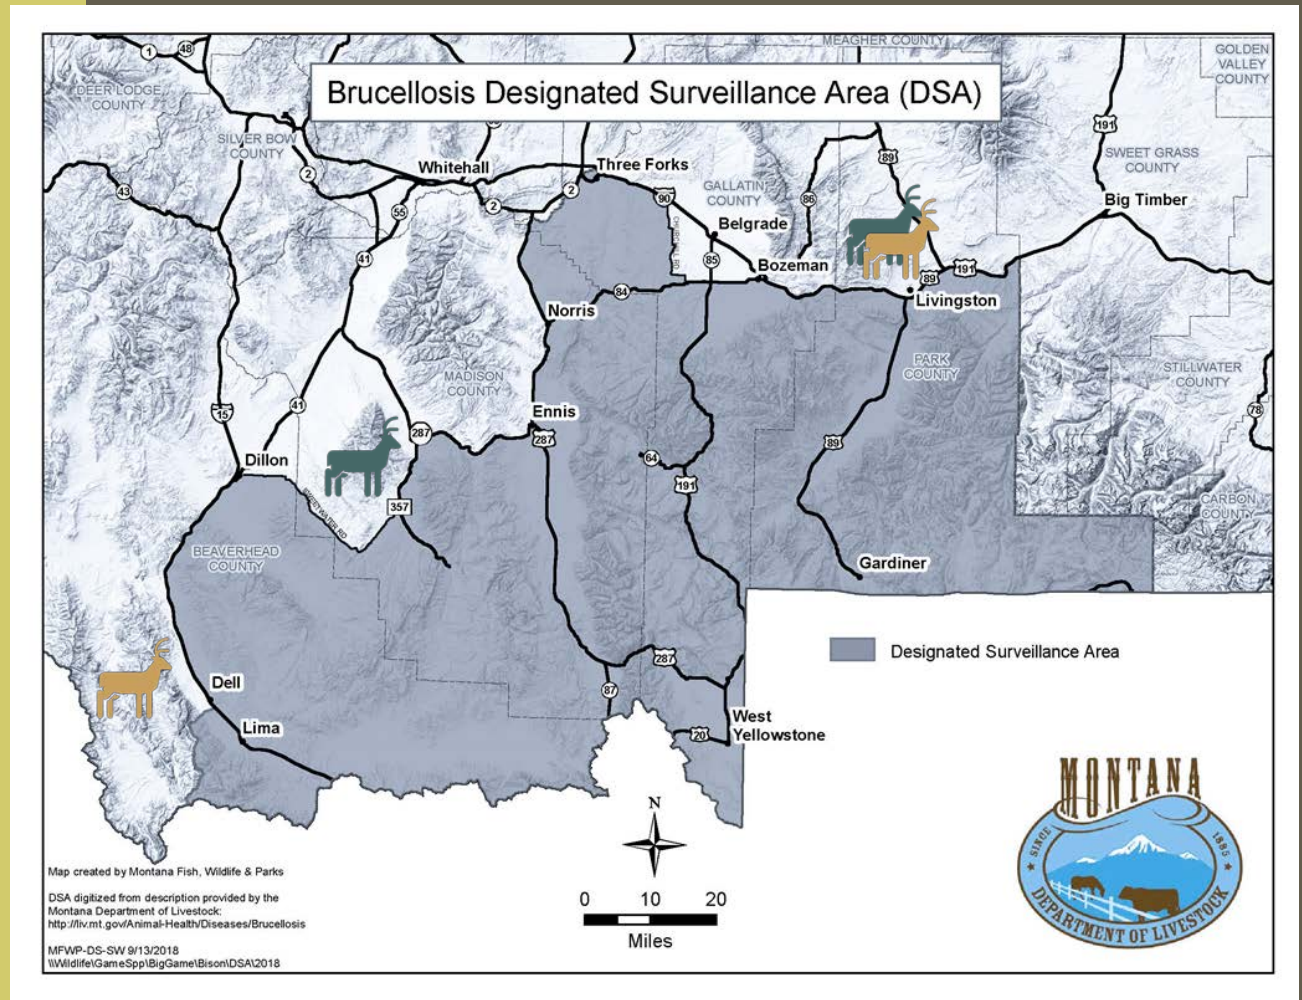 MEAGHER COUNTY
GOLDEN
VALLEY
COUNTY
1
48
DEER LODGE
COUNTY
Brucellosis Designated Surveillance Area (DSA)
191
SILVER BOW
COUNTY
Whitehall
Three Forks
89
SWEET GRASS
COUNTY
2
43
2
90
GALLATIN
COUNTY
86
Big Timber
55
2
CHURCHILL RD
Belgrade
41
85
Bozeman
89
191
84
Livingston
Norris
PARK
COUNTY
MADISON
COUNTY
STILLWATER
COUNTY
15
41
Ennis
78
287
287
89
Dillon
64
191
SWEETWATER RD
357
CARBON
COUNTY
BEAVERHEAD
COUNTY
Gardiner
287
Designated Surveillance Area
Dell
87
Lima
West
Yellowstone
20
MONTANA
SINCE
1885
DEPARTMENT OF LIVESTOCK
N
0 10 20
Miles
Map created by Montana Fish, Wildlife & Parks
DSA digitized from description provided by the
Montana Department of Livestock:
http://liv.mt.gov/Animal-Health/Diseases/Brucellosis
MFWP-DS-SW 9/13/2018
\\Wildlife\GameSpp\BigGame\Bison\DSA\2018